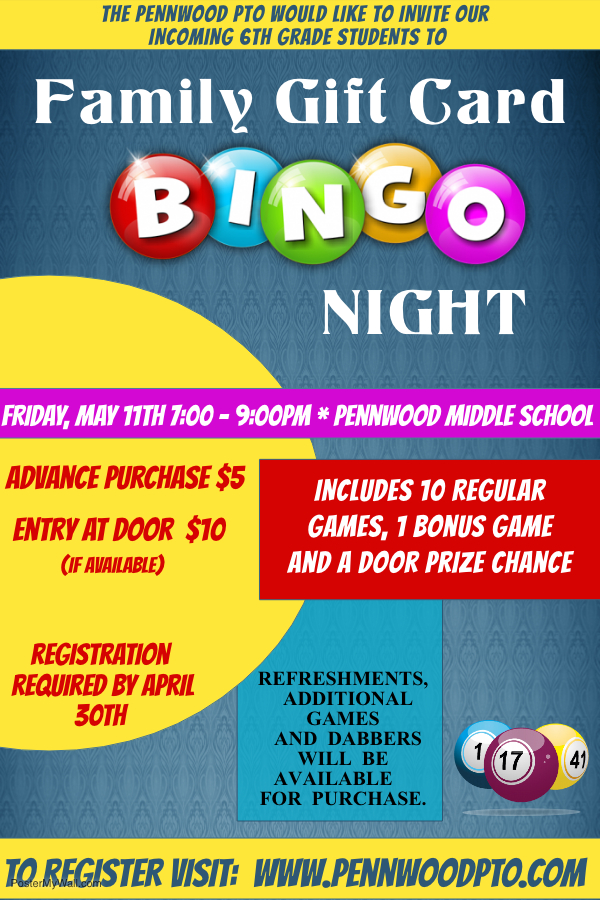 THE PENNWOOD PTO WOULD LIKE TO INVITE OUR
INCOMING 6TH GRADE STUDENTS TO
Family Gift Card
BINGO
NIGHT
FRIDAY, MAY 11TH 7:00 - 9:00PM * PENNWOOD MIDDLE SCHOOL
ADVANCE PURCHASE $5
ENTRY AT DOOR $10
(IF AVAILABLE)
INCLUDES 10 REGULAR
GAMES, 1 BONUS GAME
AND A DOOR PRIZE CHANCE
REGISTRATION
REQUIRED BY APRIL
30TH
REFRESHMENTS,
ADDITIONAL
GAMES
AND DABBERS
WILL BE
AVAILABLE
FOR PURCHASE.
1 17 41
TO REGISTER VISIT: WWW.PENNWOODPTO.COM
PosterMyWall.com